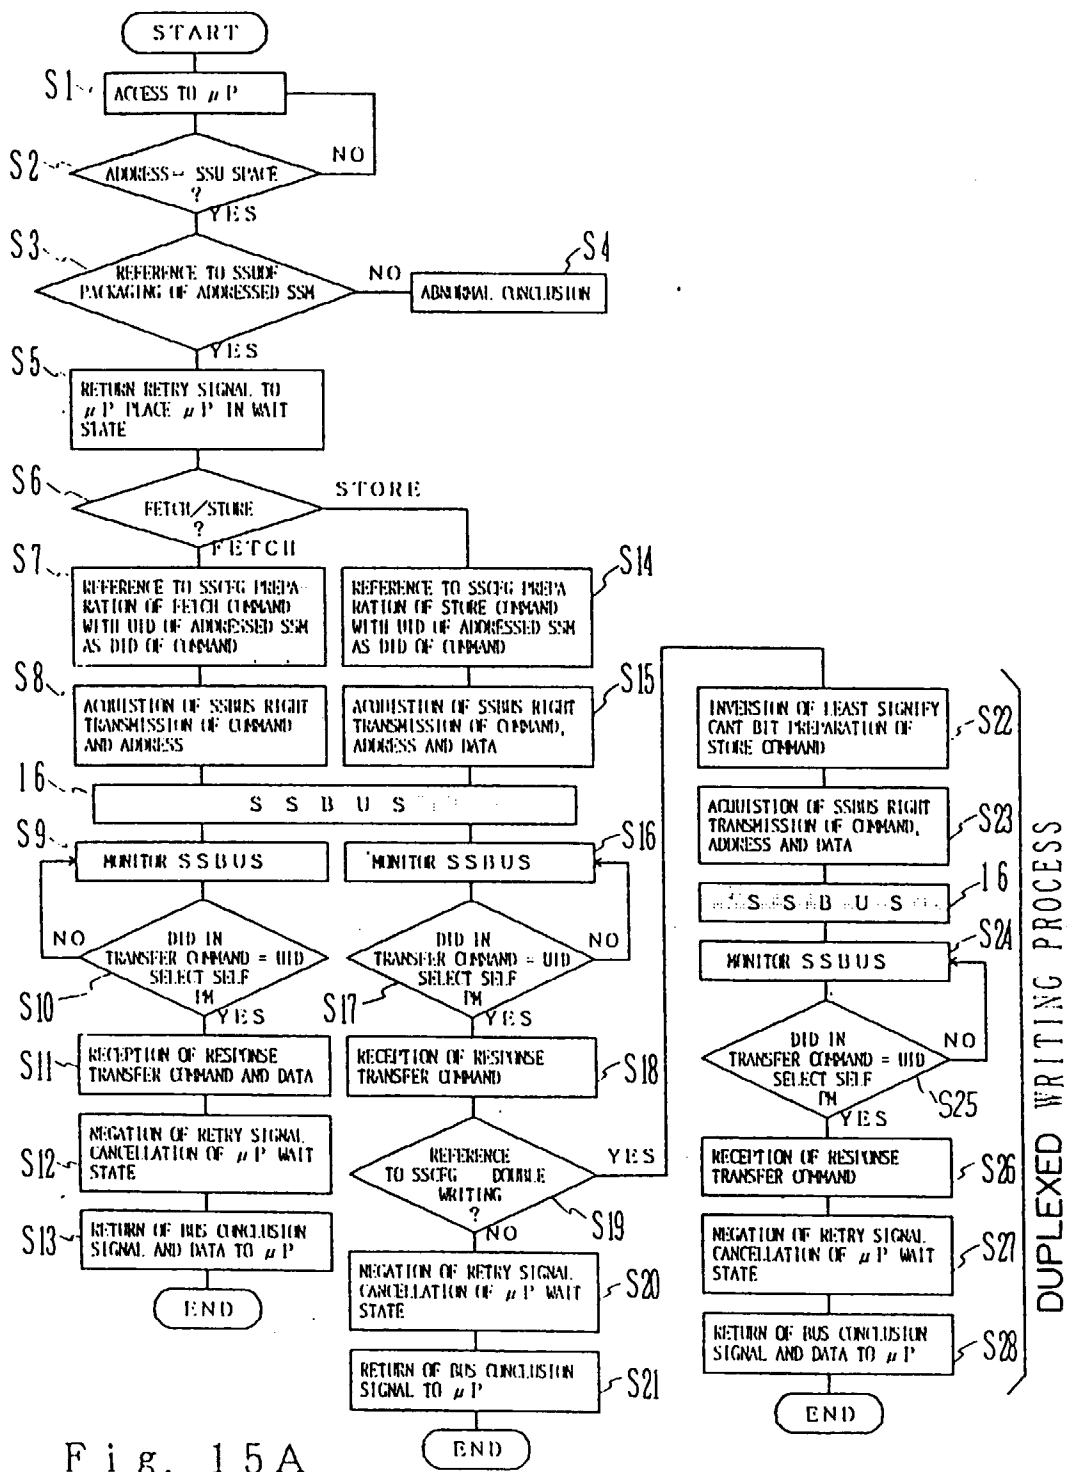 START
S1
ACCESS TO μP
S2
ADDRESS = SSU SPACE
?
NO
YES
S3
REFERENCE TO SSUDF
PACKAGING OF ADDRESSED SSM
NO
S4
ABNORMAL CONCLUSION
YES
S5
RETURN RETRY SIGNAL TO
μP PLACE μP IN WAIT
STATE
S6
FETCH/STORE
?
STORE
FETCH
S7
REFERENCE TO SSCFG PREPA-
RATION OF FETCH COMMAND
WITH UID OF ADDRESSED SSM
AS DID OF COMMAND
S8
ACQUISTION OF SSBUS RIGHT
TRANSMISSION OF COMMAND
AND ADDRESS
S14
REFERENCE TO SSCFG PREPA
RATION OF STORE COMMAND
WITH UID OF ADDRESSED SSM
AS DID OF COMMAND
S15
ACQUISTION OF SSBUS RIGHT
TRANSMISSION OF COMMAND,
ADDRESS AND DATA
16
SSBUS
S9
MONITOR SSBUS
NO
DID IN
TRANSFER COMMAND = UID
SELECT SELF
PM
S10
YES
S11
RECEPTION OF RESPONSE
TRANSFER COMMAND AND DATA
S12
NEGATION OF RETRY SIGNAL
CANCELLATION OF μP WAIT
STATE
S13
RETURN OF BUS CONCLUSION
SIGNAL AND DATA TO μP
END
S16
MONITOR SSBUS
NO
DID IN
TRANSFER COMMAND = UID
SELECT SELF
PM
S17
YES
RECEPTION OF RESPONSE
TRANSFER COMMAND
S18
REFERENCE
TO SSCFG DOUBLE
WRITING
?
YES
S19
NO
NEGATION OF RETRY SIGNAL
CANCELLATION OF μP WAIT
STATE
S20
RETURN OF BUS CONCLUSION
SIGNAL TO μP
S21
END
INVERSION OF LEAST SIGNIFY
CANT BIT PREPARATION OF
STORE COMMAND
S22
ACQUISTION OF SSBUS RIGHT
TRANSMISSION OF COMMAND,
ADDRESS AND DATA
S23
SSBUS
16
S24
MONITOR SSBUS
DID IN
TRANSFER COMMAND = UID
SELECT SELF
PM
NO
S25
YES
RECEPTION OF RESPONSE
TRANSFER COMMAND
S26
NEGATION OF RETRY SIGNAL
CANCELLATION OF μP WAIT
STATE
S27
RETURN OF BUS CONCLUSION
SIGNAL AND DATA TO μP
S28
END
DUPLEXED WRITING PROCESS
Fig. 15A